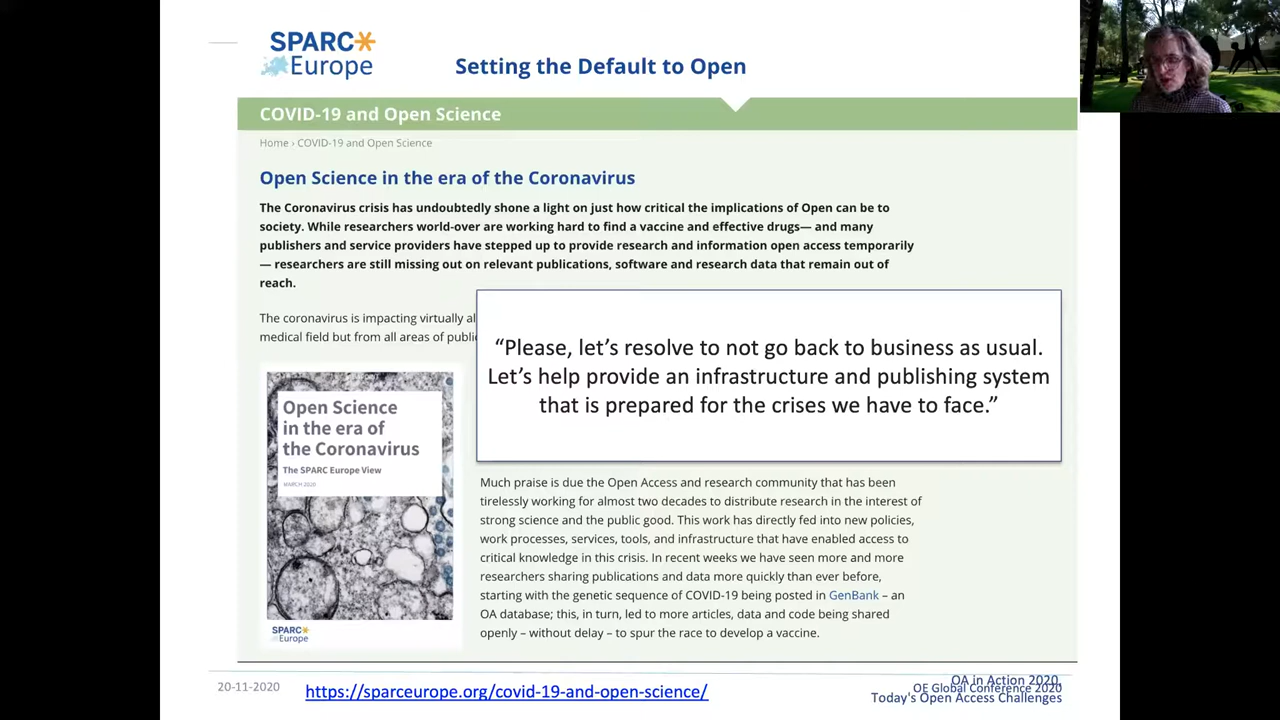 SPARC
Europe
Setting the Default to Open
COVID-19 and Open Science
Home › COVID-19 and Open Science
Open Science in the era of the Coronavirus
The Coronavirus crisis has undoubtedly shone a light on just how critical the implications of Open can be to
society. While researchers world-over are working hard to find a vaccine and effective drugs— and many
publishers and service providers have stepped up to provide research and information open access temporarily
— researchers are still missing out on relevant publications, software and research data that remain out of
reach.
The coronavirus is impacting virtually al
medical field but from all areas of public
“Please, let’s resolve to not go back to business as usual.
Let’s help provide an infrastructure and publishing system
that is prepared for the crises we have to face.”
Open Science
in the era of
the Coronavirus
The SPARC Europe View
MARCH 2020
SPARC
Europe
Much praise is due the Open Access and research community that has been
tirelessly working for almost two decades to distribute research in the interest of
strong science and the public good. This work has directly fed into new policies,
work processes, services, tools, and infrastructure that have enabled access to
critical knowledge in this crisis. In recent weeks we have seen more and more
researchers sharing publications and data more quickly than ever before,
starting with the genetic sequence of COVID-19 being posted in GenBank – an
OA database; this, in turn, led to more articles, data and code being shared
openly – without delay – to spur the race to develop a vaccine.
20-11-2020
https://sparceurope.org/covid-19-and-open-science/
OA in Action 2020,
OE Global Conference 2020
Today's Open Access Challenges